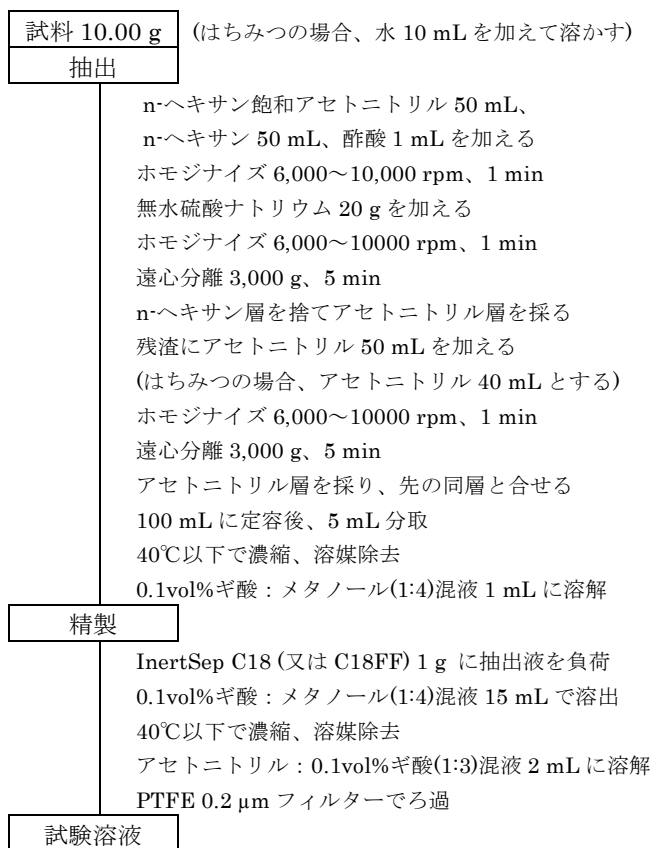 試料 10.00 g (はちみつの場合、水 10 mL を加えて溶かす)
抽出
n-ヘキサン飽和アセトニトリル 50 mL、
n-ヘキサン 50 mL、酢酸 1 mL を加える
ホモジナイズ 6,000～10,000 rpm、1 min
無水硫酸ナトリウム 20 g を加える
ホモジナイズ 6,000～10000 rpm、1 min
遠心分離 3,000 g、5 min
n-ヘキサン層を捨てアセトニトリル層を採る
残渣にアセトニトリル 50 mL を加える
(はちみつの場合、アセトニトリル 40 mL とする)
ホモジナイズ 6,000～10000 rpm、1 min
遠心分離 3,000 g、5 min
アセトニトリル層を採り、先の同層と合せる
100 mL に定容後、5 mL 分取
40℃以下で濃縮、溶媒除去
0.1vol%ギ酸：メタノール(1:4)混液 1 mL に溶解
精製
InertSep C18 (又は C18FF) 1 g に抽出液を負荷
0.1vol%ギ酸：メタノール(1:4)混液 15 mL で溶出
40℃以下で濃縮、溶媒除去
アセトニトリル：0.1vol%ギ酸(1:3)混液 2 mL に溶解
PTFE 0.2 μm フィルターでろ過
試験溶液